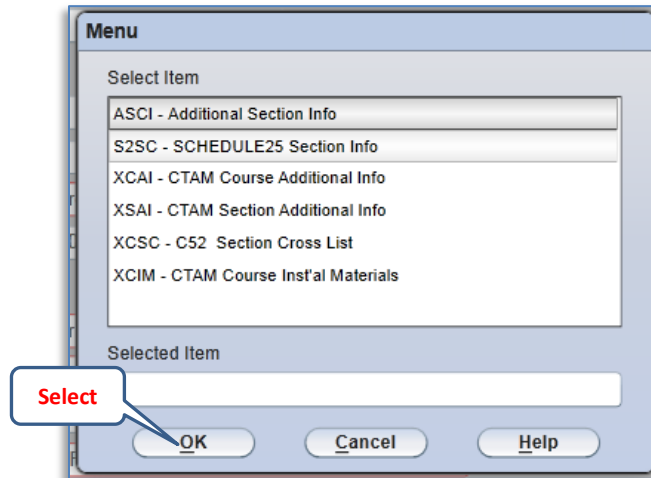 Menu
Select Item
ASCI - Additional Section Info
S2SC - SCHEDULE25 Section Info
XCAI - CTAM Course Additional Info
XSAI - CTAM Section Additional Info
XCSC - C52  Section Cross List
XCIM - CTAM Course Inst'al Materials
Selected Item
Select
OK Cancel Help